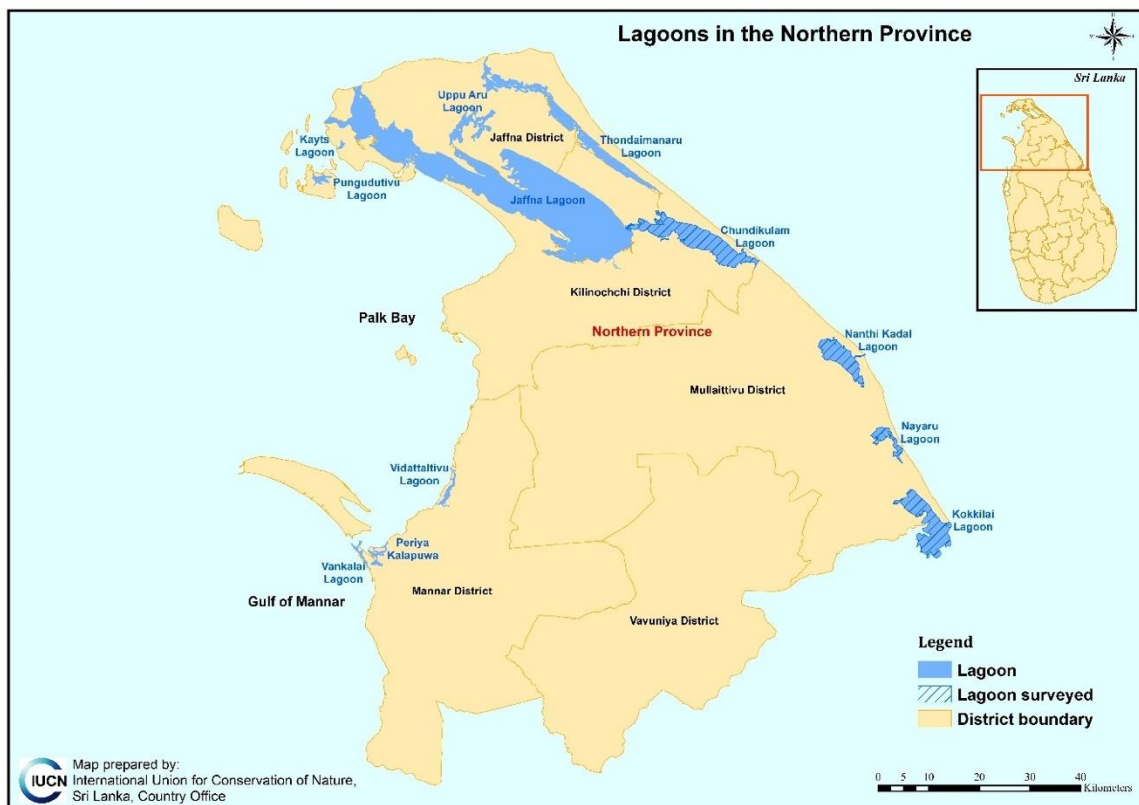 Lagoons in the Northern Province
Sri Lanka
Uppu Aru
Lagoon
Jaffna District
Thondaimanaru
Lagoon
Kayts
Lagoon
Pungudutivu
Lagoon
Jaffna Lagoon
Chundikulam
Lagoon
Kilinochchi District
Palk Bay
Northern Province
Nanthi Kadal
Lagoon
Mullaittivu District
Nayaru
Lagoon
Vidattaltivu
Lagoon
Kokkilai
Lagoon
Periya
Kalapuwa
Vankalai
Lagoon
Mannar District
Gulf of Mannar
Vavuniya District
Legend
Lagoon
Lagoon surveyed
District boundary
IUCN
Map prepared by:
International Union for Conservation of Nature,
Sri Lanka, Country Office
0 5 10 20 30 40
Kilometers